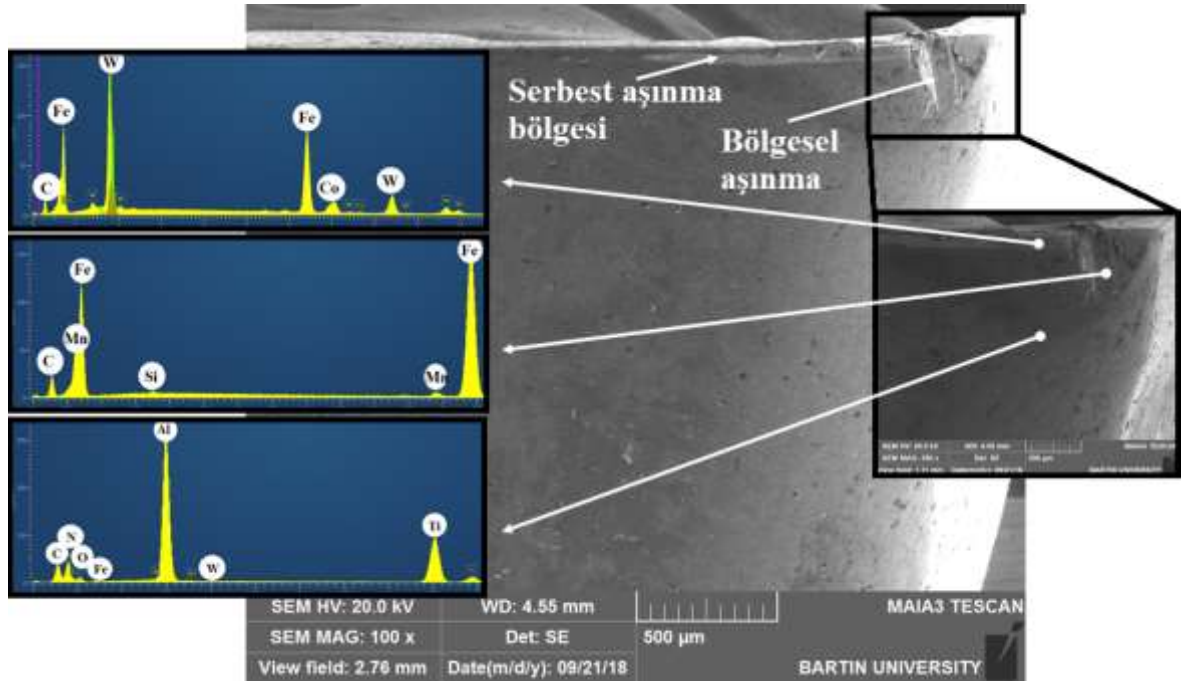 W
Fe
Fe
C
Co
W
Fe
Fe
Mn
C
Si
Mn
Al
Ti
N
C
O
Fe
W
Serbest aşınma
bölgesi
Bölgesel
aşınma
SEM HV: 20.0 kV
WD: 4.55 mm
MAIA3 TESCAN
SEM MAG: 100 x
Det: SE
500 µm
View field: 2.76 mm
Date(m/d/y): 09/21/18
BARTIN UNIVERSITY